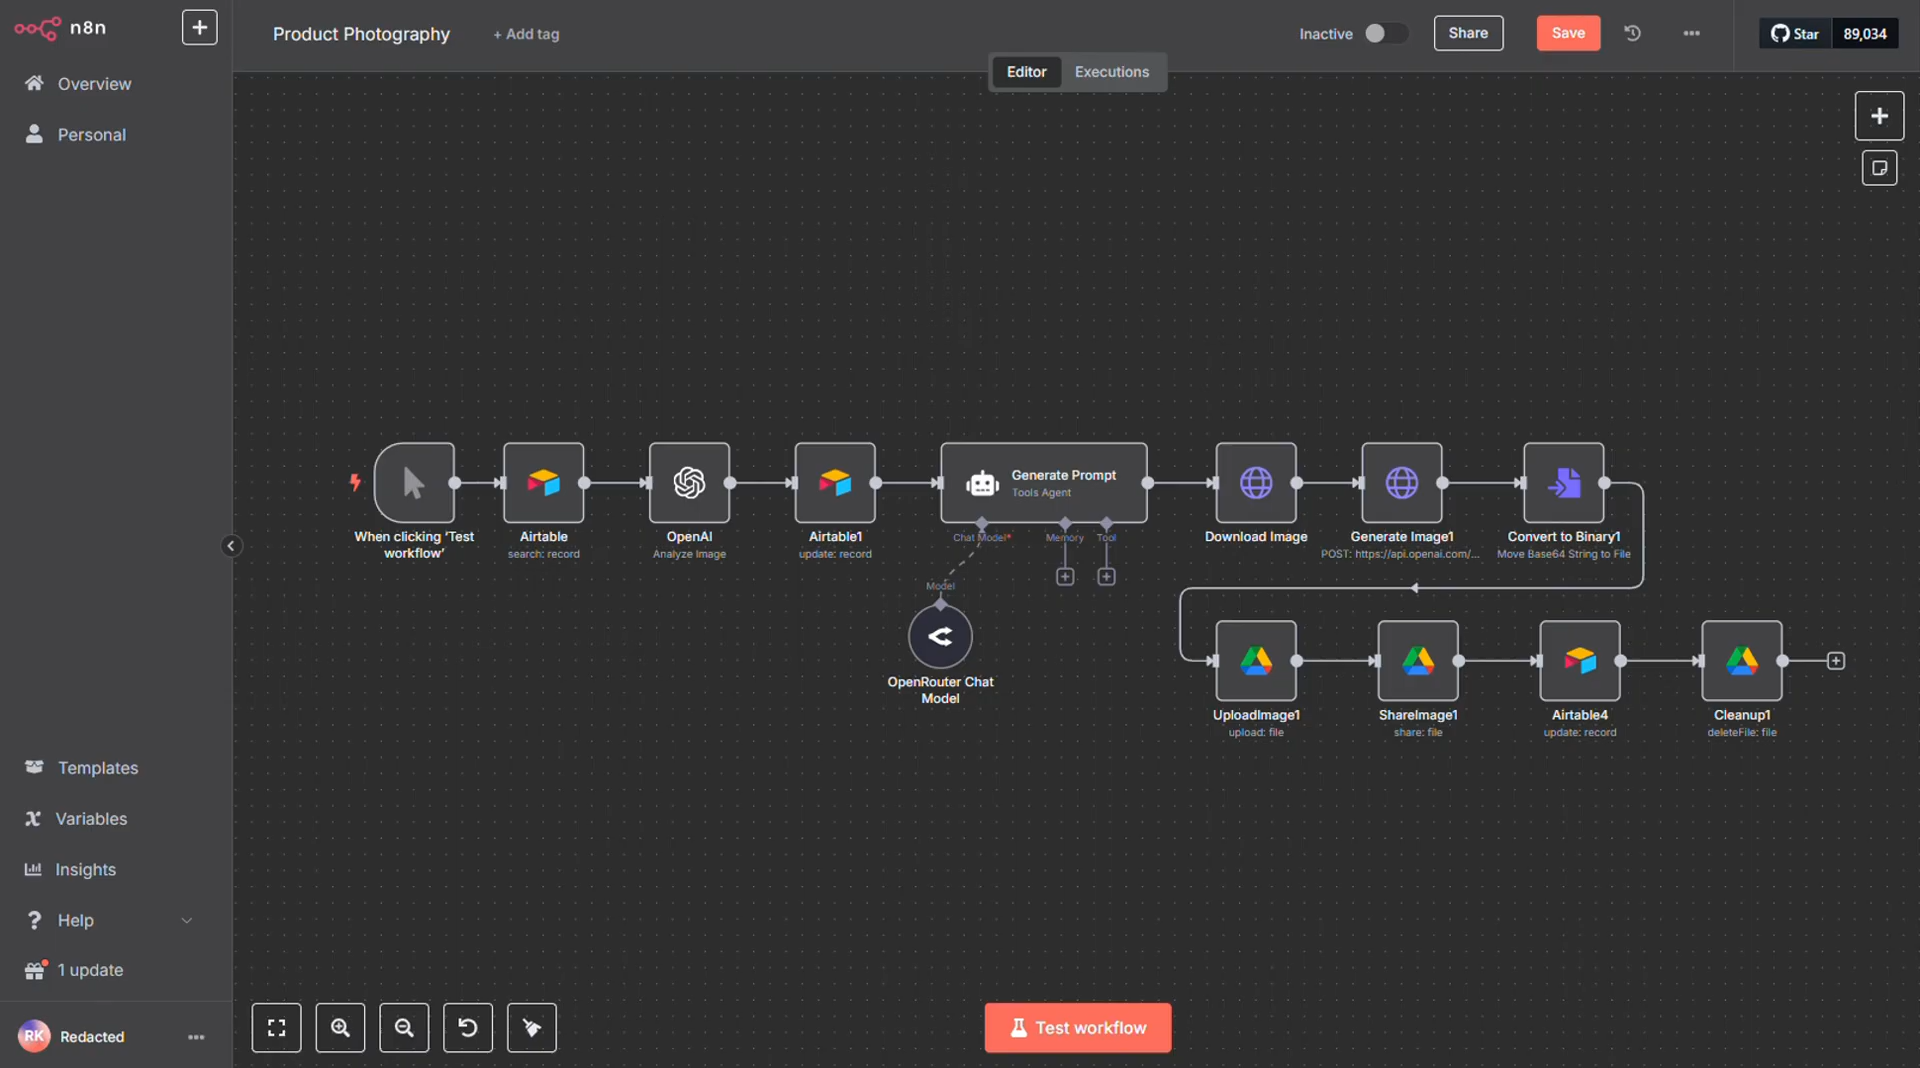 n8n
Product Photography
+ Add tag
Inactive
Share
Save
Star
89,034
Editor
Executions
Overview
Personal
When clicking ‘Test
workflow’
Airtable
search: record
OpenAI
Analyze Image
Airtable1
update: record
Generate Prompt
Tools Agent
Chat Model*
Memory
Tool
Model
OpenRouter Chat
Model
Download Image
Generate Image1
POST: https://api.openai.com/...
Convert to Binary1
Move Base64 String to File
UploadImage1
upload: file
ShareImage1
share: file
Airtable4
update: record
Cleanup1
deleteFile: file
Templates
Variables
Insights
Help
1 update
RK
Redacted
Test workflow